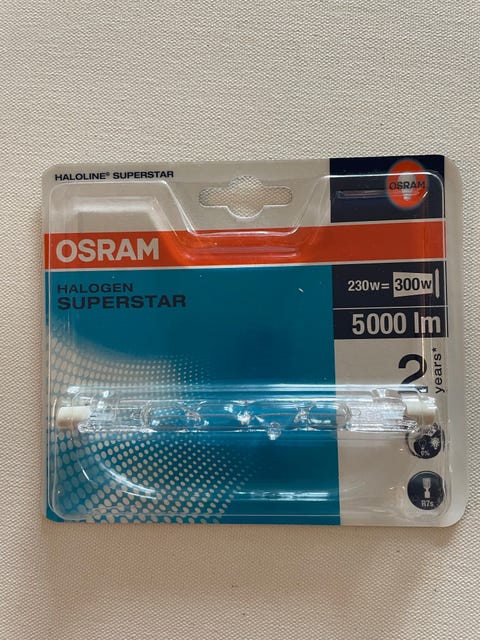 HALOLINE® SUPERSTAR
OSRAM
OSRAM
HALOGEN
SUPERSTAR
230w= 300w
5000 lm
2 years*
R7s